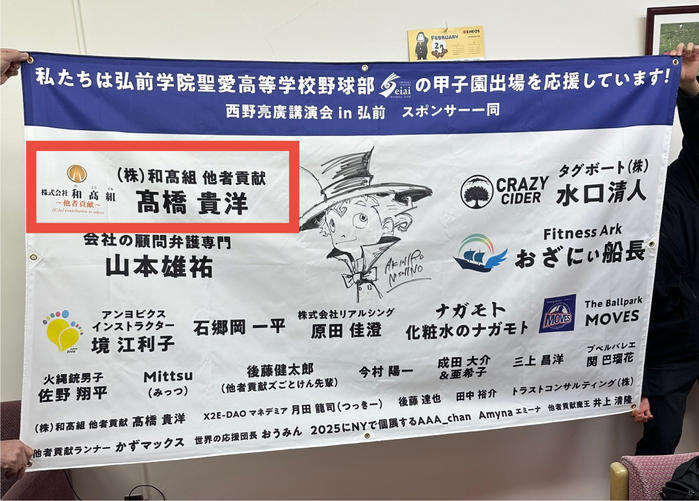 FEBRUARY
ENEOS
私たちは弘前学院聖愛高等学校野球部 Seiai の甲子園出場を応援しています!
西野亮廣講演会 in 弘前 スポンサー一同
株式会社 和髙組
~他者貢献~
(株)和髙組 他者貢献
髙橋 貴洋
会社の顧問弁護専門
山本雄祐
AKIHIRO NISHINO
CRAZY CIDER
タグボート(株)
水口清人
Fitness Ark
おざにぃ船長
アンヨビクス
インストラクター
境 江利子
石郷岡 一平
株式会社リアルシング
原田 佳澄
ナガモト
化粧水のナガモト
MOVES
The Ballpark
MOVES
火縄銃男子
佐野 翔平
Mittsu
(みっつ)
後藤健太郎
(他者貢献ズごとけん先輩)
今村 陽一
成田 大介
&亜希子
三上 昌洋
プペルバレエ
関 巴瑠花
(株)和髙組 他者貢献 髙橋 貴洋 X2E-DAO マネデミア 月田 龍司(つっきー) 後藤 達也 田中 裕介 トラストコンサルティング(株)
他者貢献ランナー かずマックス 世界の応援団長 おうみん 2025にNYで個展するAAA_chan Amyna エミーナ 他者貢献魔王 井上 清隆